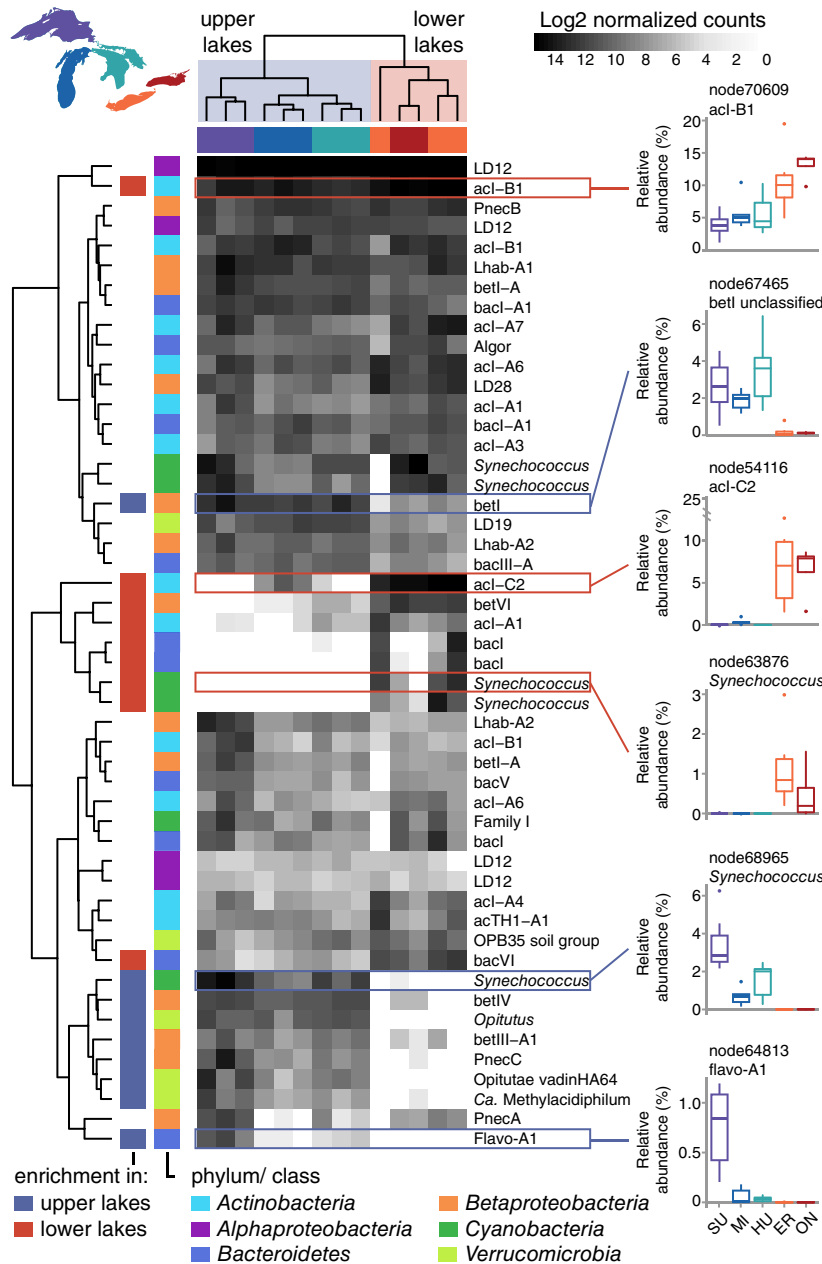 upper lakes
lower lakes
Log2 normalized counts
14 12 10 8 6 4 2 0
LD12
acI-B1
PnecB
LD12
acI-B1
Lhab-A1
betI-A
bacI-A1
acI-A7
Algor
acI-A6
LD28
acI-A1
bacI-A1
acI-A3
Synechococcus
Synechococcus
betI
LD19
Lhab-A2
bacIII-A
acI-C2
betVI
acI-A1
bacI
bacI
Synechococcus
Synechococcus
Lhab-A2
acI-B1
betI-A
bacV
acI-A6
Family I
bacI
LD12
LD12
acI-A4
acTH1-A1
OPB35 soil group
bacVI
Synechococcus
betIV
Opitutus
betIII-A1
PnecC
Opitutae vadinHA64
Ca. Methylacidiphilum
PnecA
Flavo-A1
node70609
acI-B1
Relative abundance (%)
20
15
10
5
0
node67465
betI unclassified
Relative abundance (%)
6
4
2
0
node54116
acI-C2
Relative abundance (%)
25
10
5
0
node63876
Synechococcus
Relative abundance (%)
3
2
1
0
node68965
Synechococcus
Relative abundance (%)
6
4
2
0
node64813
flavo-A1
Relative abundance (%)
1.0
0.5
0
SU MI HU ER ON
enrichment in:
upper lakes
lower lakes
phylum/ class
Actinobacteria
Alphaproteobacteria
Bacteroidetes
Betaproteobacteria
Cyanobacteria
Verrucomicrobia